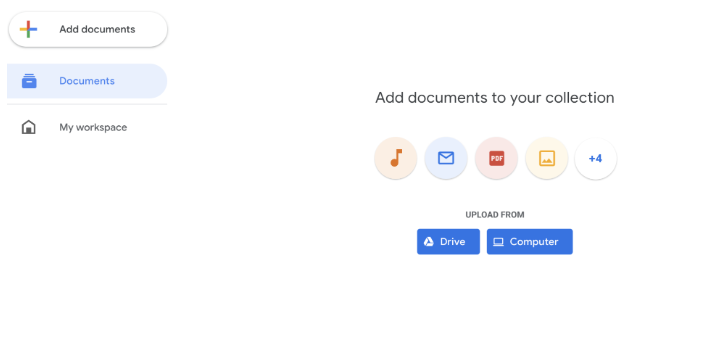 Add documents
Documents
My workspace
Add documents to your collection
PDF
+4
UPLOAD FROM
Drive
Computer